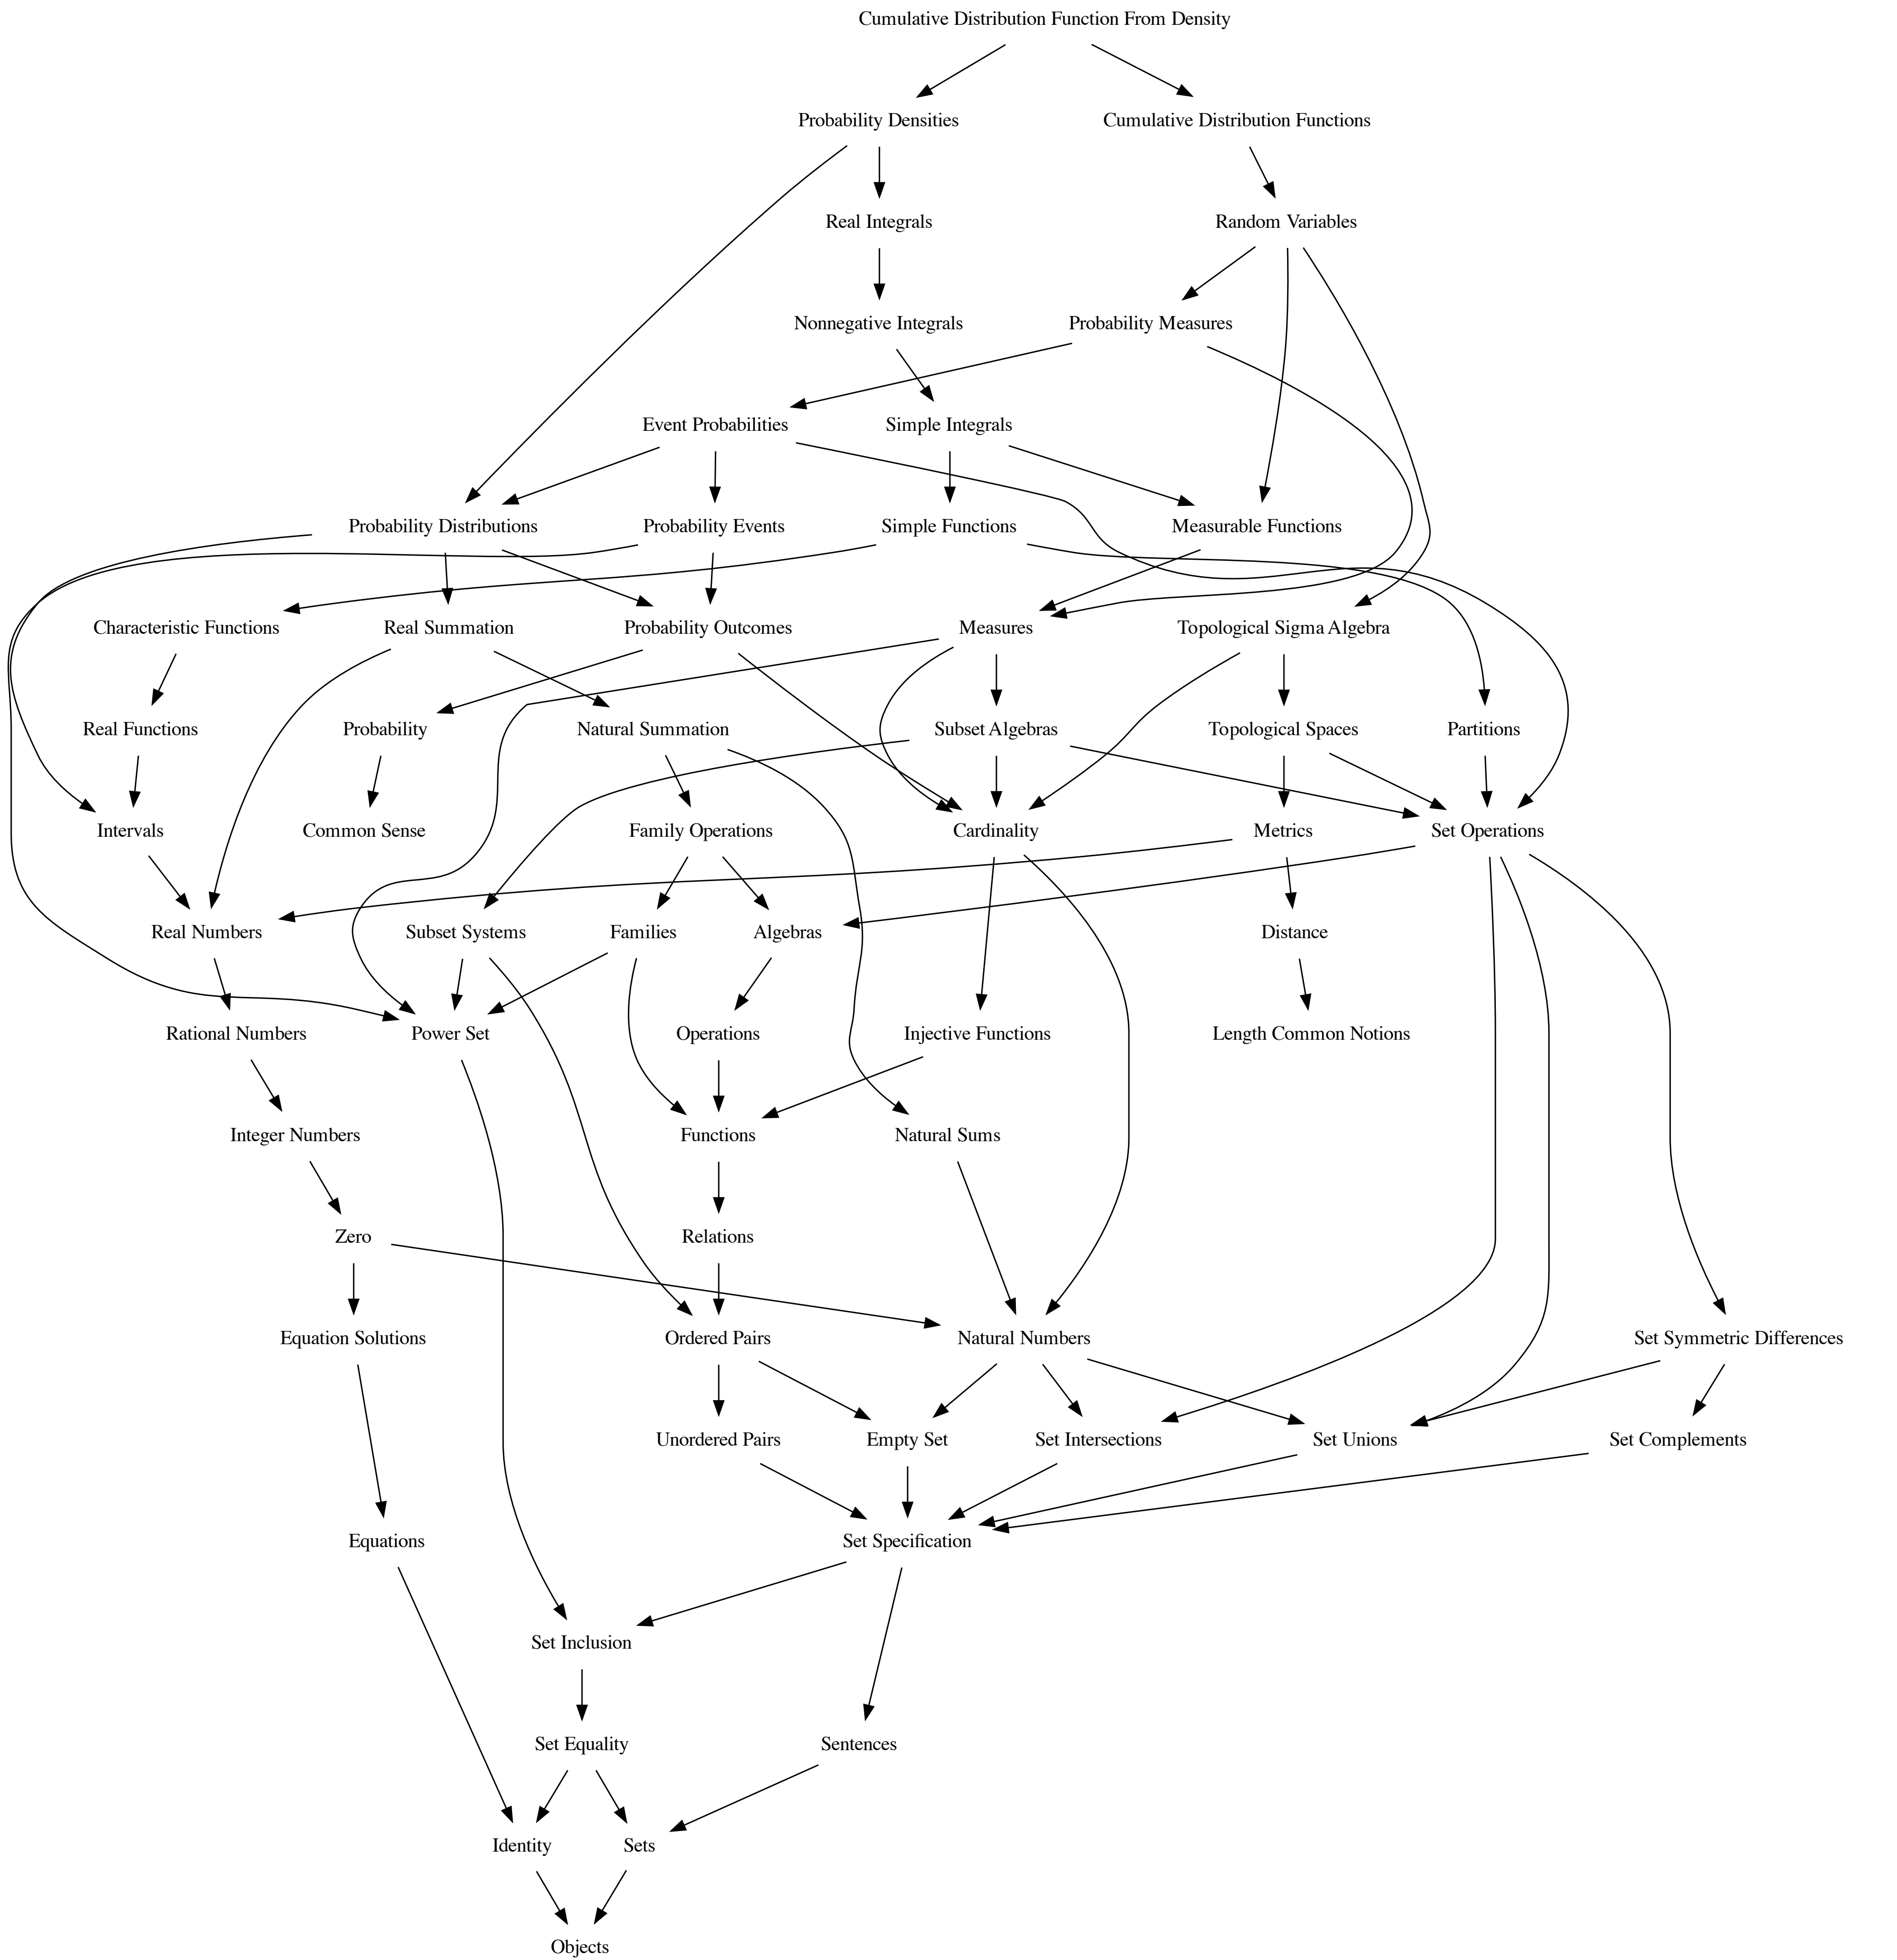 Cumulative Distribution Function From Density
Probability Densities
Cumulative Distribution Functions
Real Integrals
Random Variables
Nonnegative Integrals
Probability Measures
Event Probabilities
Simple Integrals
Probability Distributions
Probability Events
Simple Functions
Measurable Functions
Characteristic Functions
Real Summation
Probability Outcomes
Measures
Topological Sigma Algebra
Real Functions
Probability
Natural Summation
Subset Algebras
Topological Spaces
Partitions
Intervals
Common Sense
Family Operations
Cardinality
Metrics
Set Operations
Real Numbers
Subset Systems
Families
Algebras
Distance
Rational Numbers
Power Set
Operations
Injective Functions
Length Common Notions
Integer Numbers
Functions
Natural Sums
Zero
Relations
Equation Solutions
Ordered Pairs
Natural Numbers
Set Symmetric Differences
Unordered Pairs
Empty Set
Set Intersections
Set Unions
Set Complements
Equations
Set Specification
Set Inclusion
Set Equality
Sentences
Identity
Sets
Objects